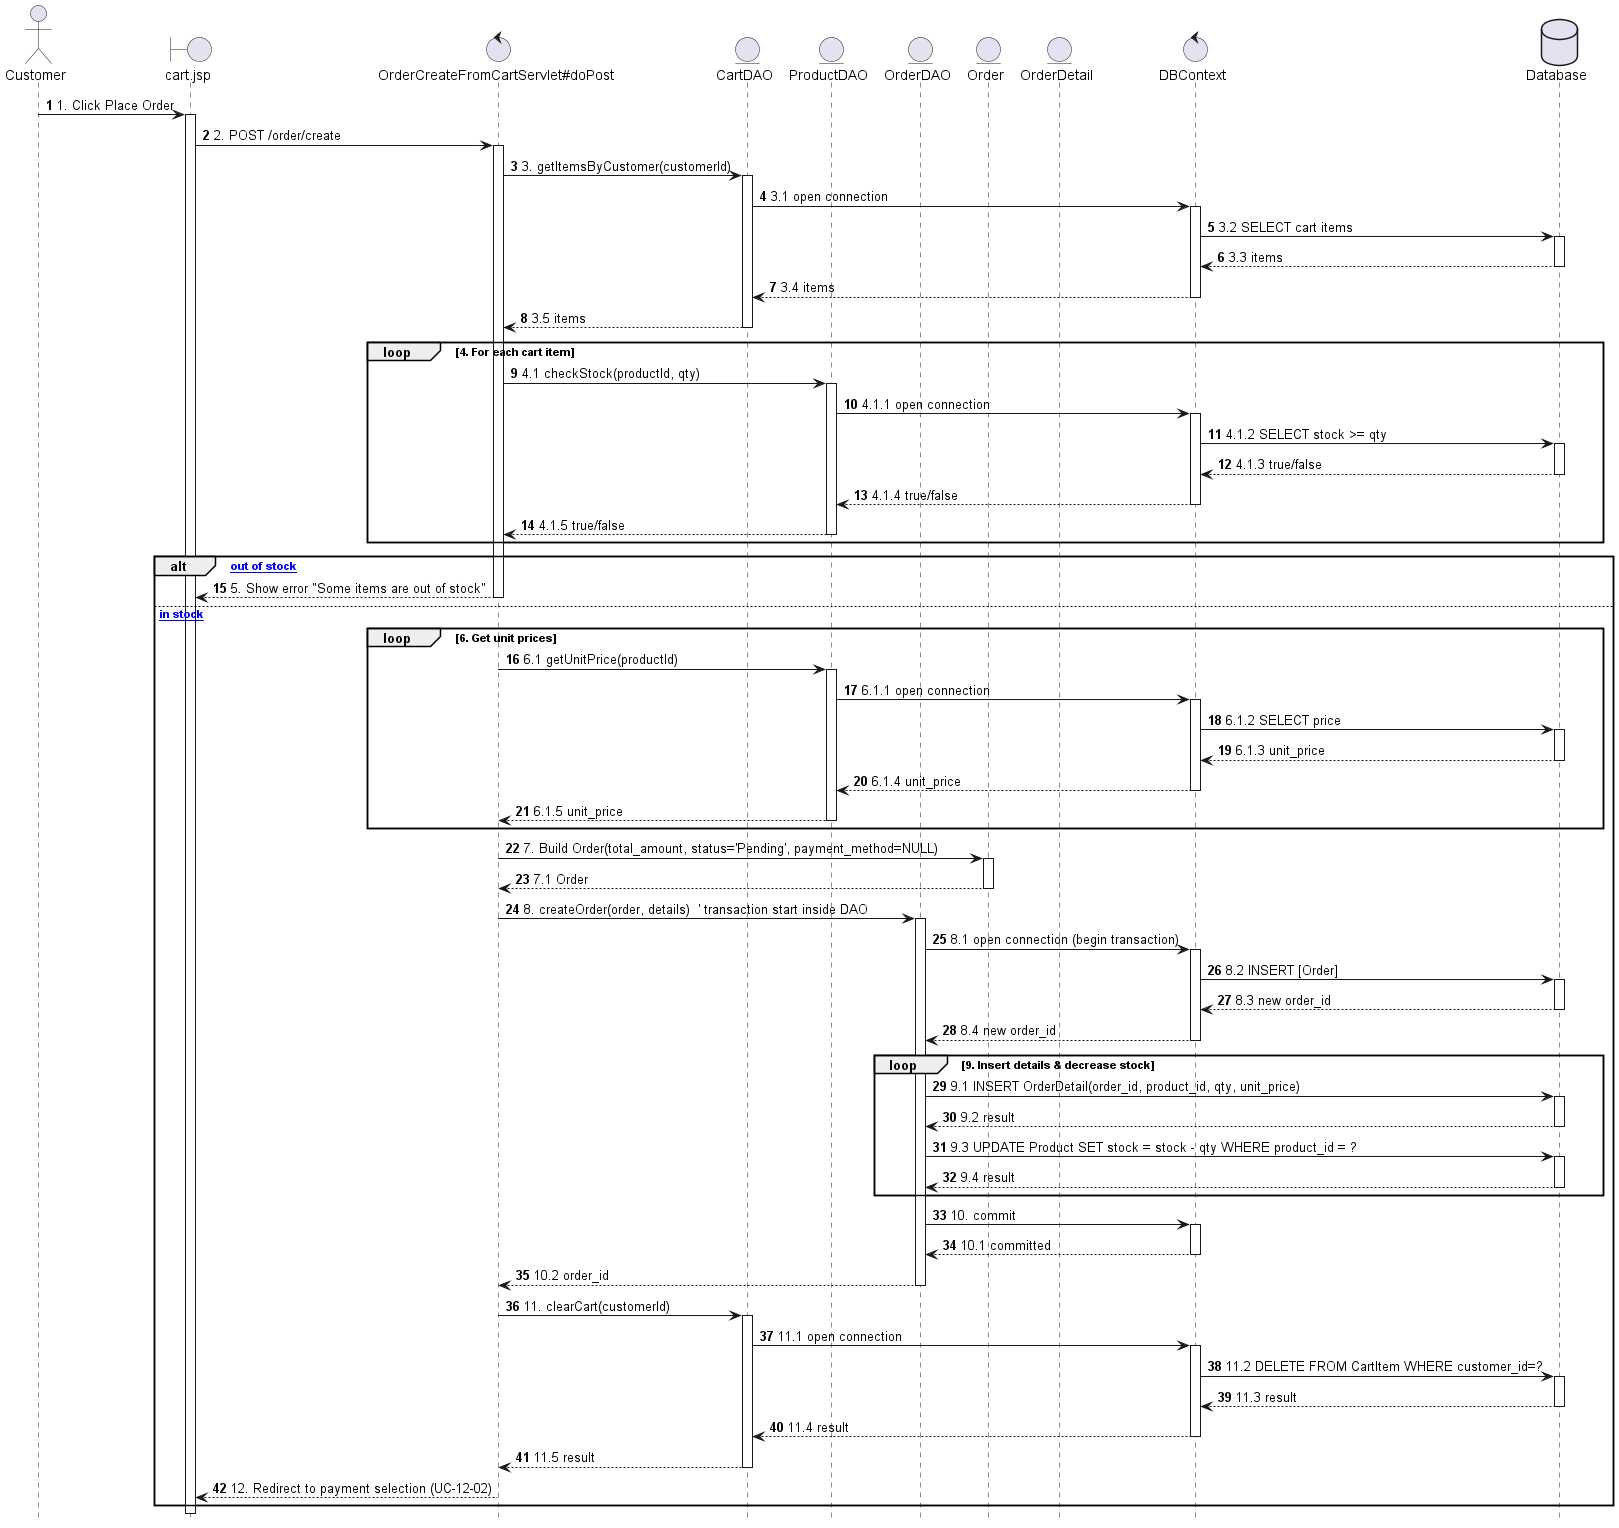 Customer
cart.jsp
OrderCreateFromCartServlet#doPost
CartDAO
ProductDAO
OrderDAO
Order
OrderDetail
DBContext
Database
1 1. Click Place Order
2 2. POST /order/create
3 3. getItemsByCustomer(customerId)
4 3.1 open connection
5 3.2 SELECT cart items
6 3.3 items
7 3.4 items
8 3.5 items
loop [4. For each cart item]
9 4.1 checkStock(productId, qty)
10 4.1.1 open connection
11 4.1.2 SELECT stock >= qty
12 4.1.3 true/false
13 4.1.4 true/false
14 4.1.5 true/false
alt out of stock
15 5. Show error "Some items are out of stock"
in stock
loop [6. Get unit prices]
16 6.1 getUnitPrice(productId)
17 6.1.1 open connection
18 6.1.2 SELECT price
19 6.1.3 unit_price
20 6.1.4 unit_price
21 6.1.5 unit_price
22 7. Build Order(total_amount, status='Pending', payment_method=NULL)
23 7.1 Order
24 8. createOrder(order, details)  ' transaction start inside DAO
25 8.1 open connection (begin transaction)
26 8.2 INSERT [Order]
27 8.3 new order_id
28 8.4 new order_id
loop [9. Insert details & decrease stock]
29 9.1 INSERT OrderDetail(order_id, product_id, qty, unit_price)
30 9.2 result
31 9.3 UPDATE Product SET stock = stock - qty WHERE product_id = ?
32 9.4 result
33 10. commit
34 10.1 committed
35 10.2 order_id
36 11. clearCart(customerId)
37 11.1 open connection
38 11.2 DELETE FROM CartItem WHERE customer_id=?
39 11.3 result
40 11.4 result
41 11.5 result
42 12. Redirect to payment selection (UC-12-02)